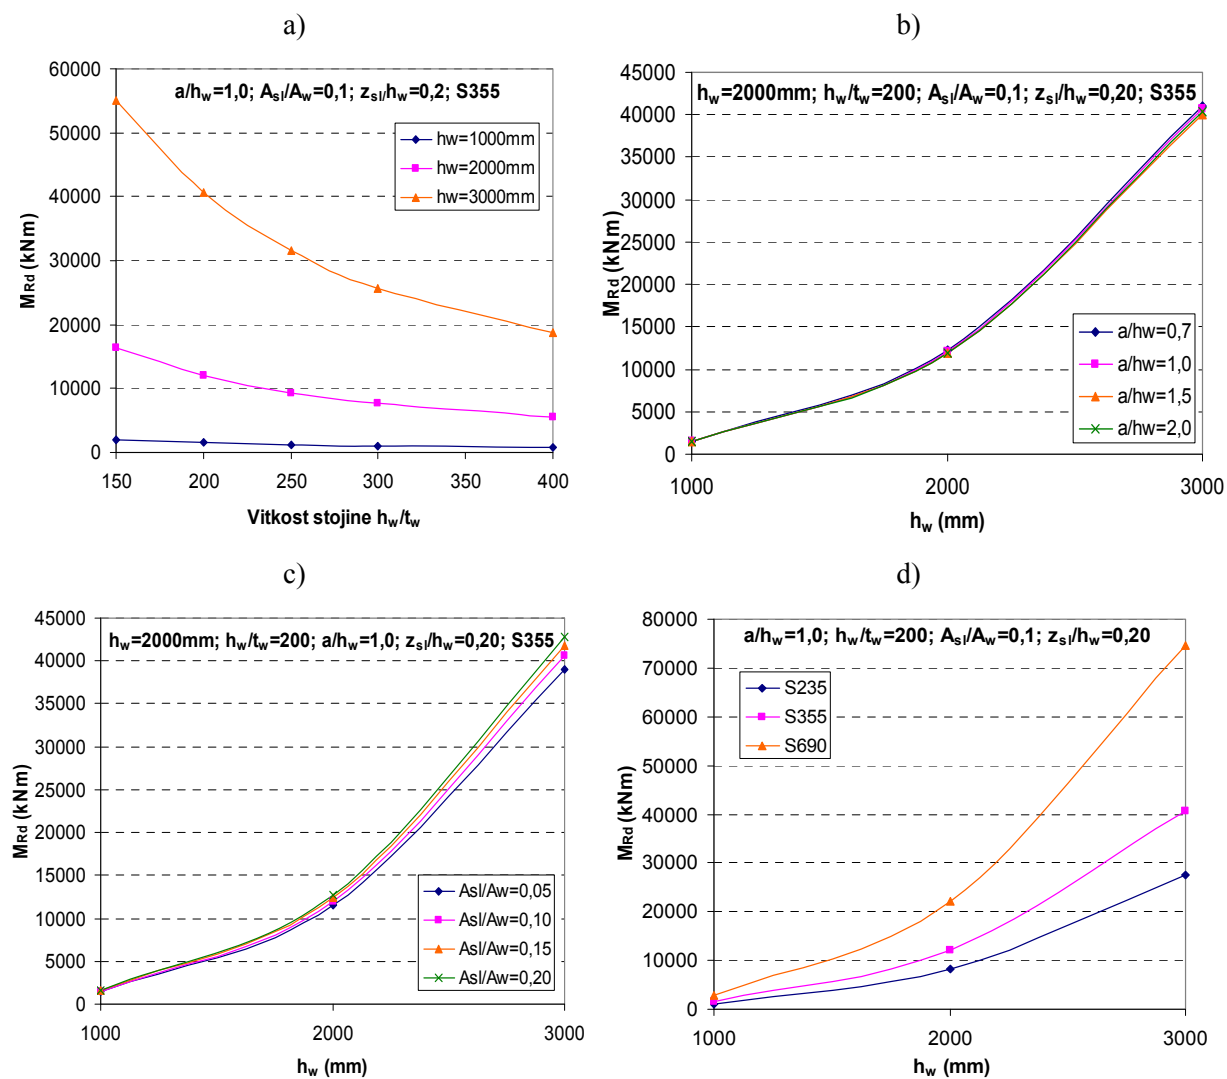 a)
a/hw=1,0; Asl/Aw=0,1; zsl/hw=0,2; S355
60000
50000
40000
30000
20000
10000
0
MRd (kNm)
hw=1000mm
hw=2000mm
hw=3000mm
150 200 250 300 350 400
Vitkost stojine hw/tw
b)
hw=2000mm; hw/tw=200; Asl/Aw=0,1; zsl/hw=0,20; S355
45000
40000
35000
30000
25000
20000
15000
10000
5000
0
MRd (kNm)
a/hw=0,7
a/hw=1,0
a/hw=1,5
a/hw=2,0
1000 2000 3000
hw (mm)
c)
hw=2000mm; hw/tw=200; a/hw=1,0; zsl/hw=0,20; S355
45000
40000
35000
30000
25000
20000
15000
10000
5000
0
MRd (kNm)
Asl/Aw=0,05
Asl/Aw=0,10
Asl/Aw=0,15
Asl/Aw=0,20
1000 2000 3000
hw (mm)
d)
a/hw=1,0; hw/tw=200; Asl/Aw=0,1; zsl/hw=0,20
80000
70000
60000
50000
40000
30000
20000
10000
0
MRd (kNm)
S235
S355
S690
1000 2000 3000
hw (mm)